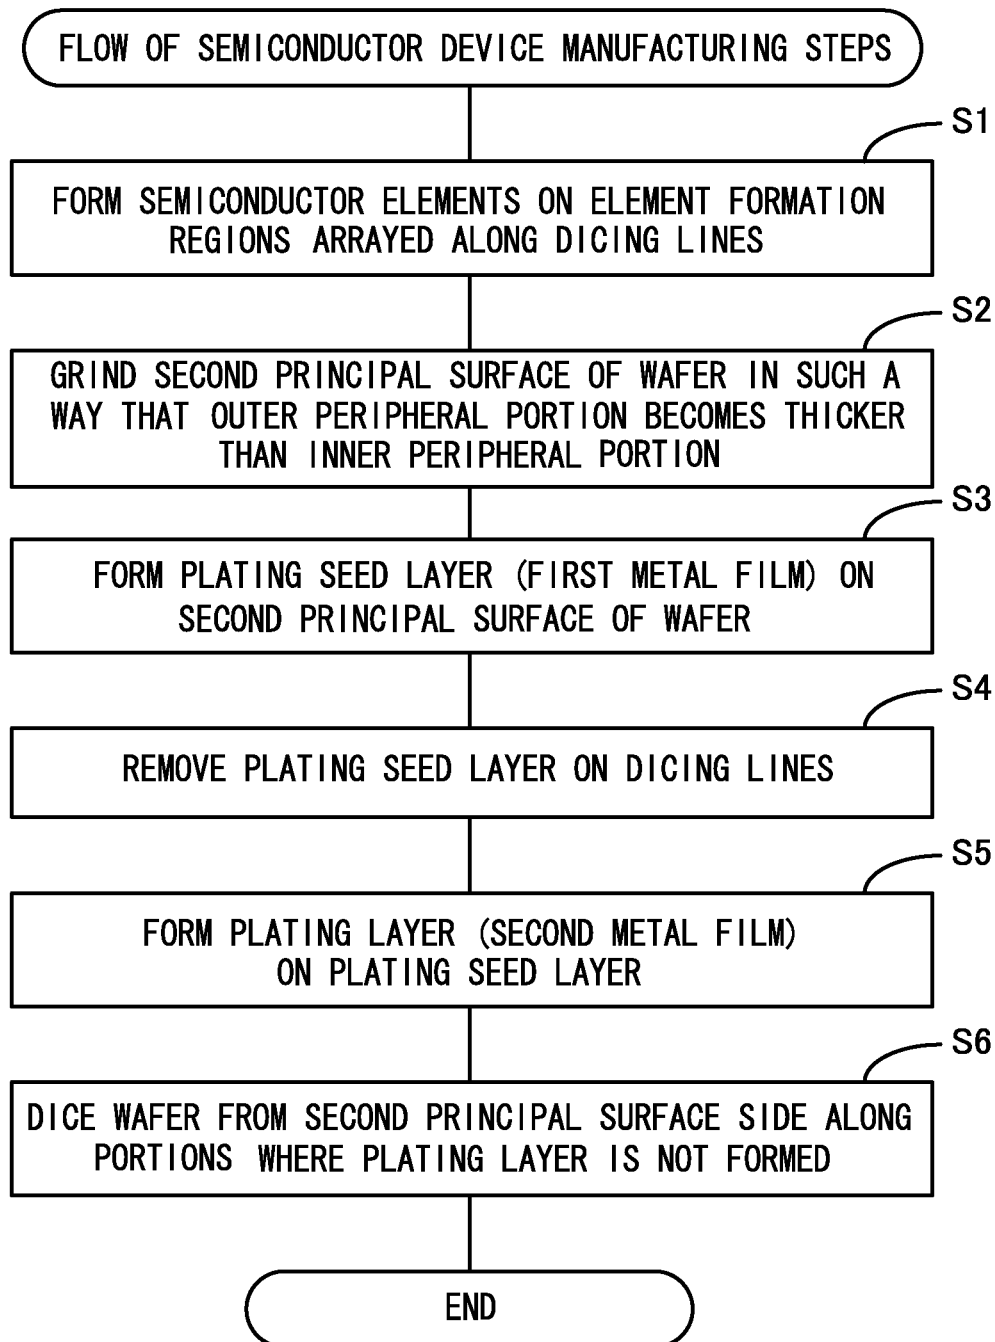 FLOW OF SEMICONDUCTOR DEVICE MANUFACTURING STEPS
S1
FORM SEMICONDUCTOR ELEMENTS ON ELEMENT FORMATION
REGIONS ARRAYED ALONG DICING LINES
S2
GRIND SECOND PRINCIPAL SURFACE OF WAFER IN SUCH A
WAY THAT OUTER PERIPHERAL PORTION BECOMES THICKER
THAN INNER PERIPHERAL PORTION
S3
FORM PLATING SEED LAYER (FIRST METAL FILM) ON
SECOND PRINCIPAL SURFACE OF WAFER
S4
REMOVE PLATING SEED LAYER ON DICING LINES
S5
FORM PLATING LAYER (SECOND METAL FILM)
ON PLATING SEED LAYER
S6
DICE WAFER FROM SECOND PRINCIPAL SURFACE SIDE ALONG
PORTIONS WHERE PLATING LAYER IS NOT FORMED
END